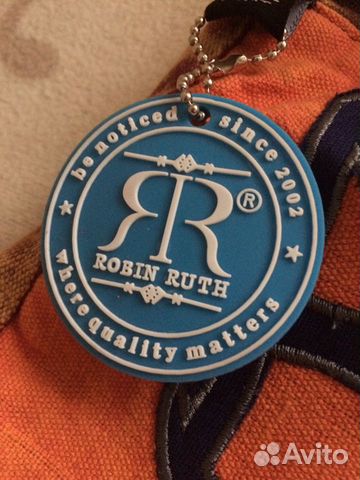 be noticed ★ since 2002 ★
RR®
ROBIN RUTH
where quality matters
Avito